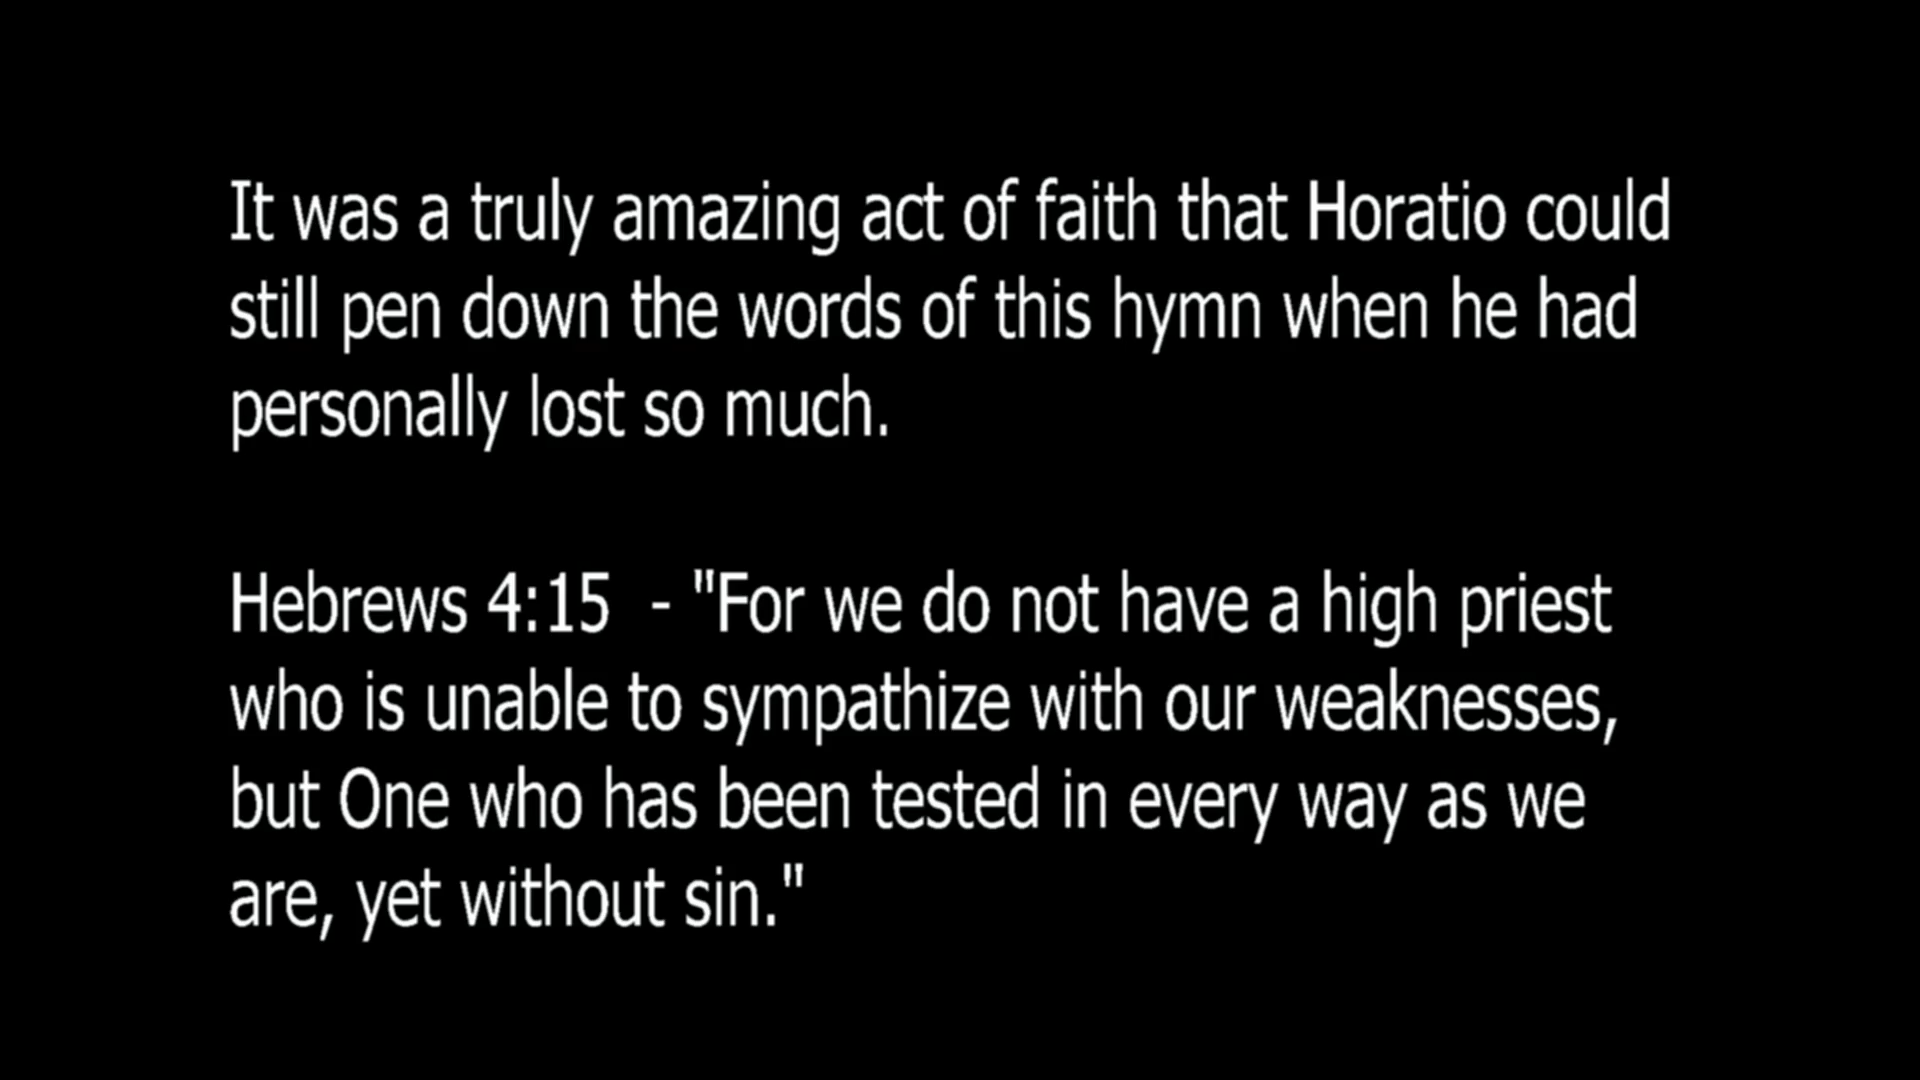 It was a truly amazing act of faith that Horatio could
still pen down the words of this hymn when he had
personally lost so much.
Hebrews 4:15  - "For we do not have a high priest
who is unable to sympathize with our weaknesses,
but One who has been tested in every way as we
are, yet without sin."